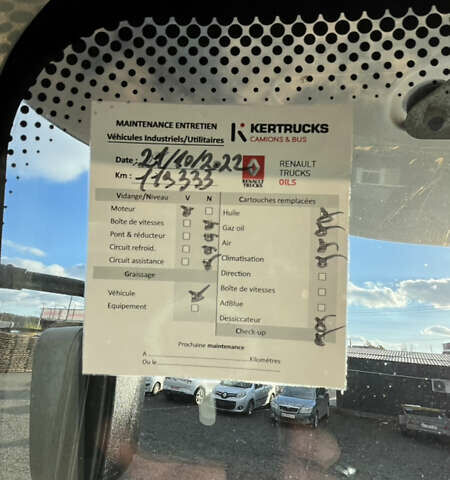 MAINTENANCE ENTRETIEN
Véhicules Industriels/Utilitaires
KERTRUCKS
CAMIONS & BUS
Date : 21/10/2022
Km : 119333
RENAULT TRUCKS
RENAULT
TRUCKS
OILS
Vidange/Niveau V N
Moteur
Boîte de vitesses
Pont & réducteur
Circuit refroid.
Circuit assistance
Graissage
Véhicule
Equipement
Cartouches remplacées
Huile
Gaz oil
Air
Climatisation
Direction
Boîte de vitesses
AdBlue
Dessiccateur
Check-up
Prochaine maintenance
A Kilomètres
Ou le